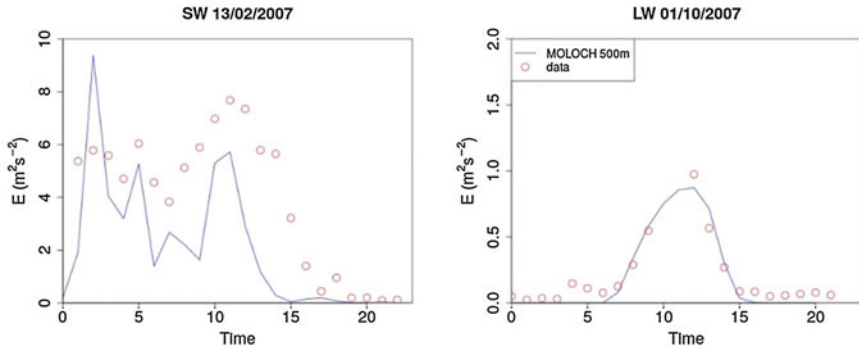 SW 13/02/2007
E (m²s⁻²)
10
8
6
4
2
0
0 5 10 15 20
Time
LW 01/10/2007
MOLOCH 500m
data
E (m²s⁻²)
2.0
1.5
1.0
0.5
0.0
0 5 10 15 20
Time